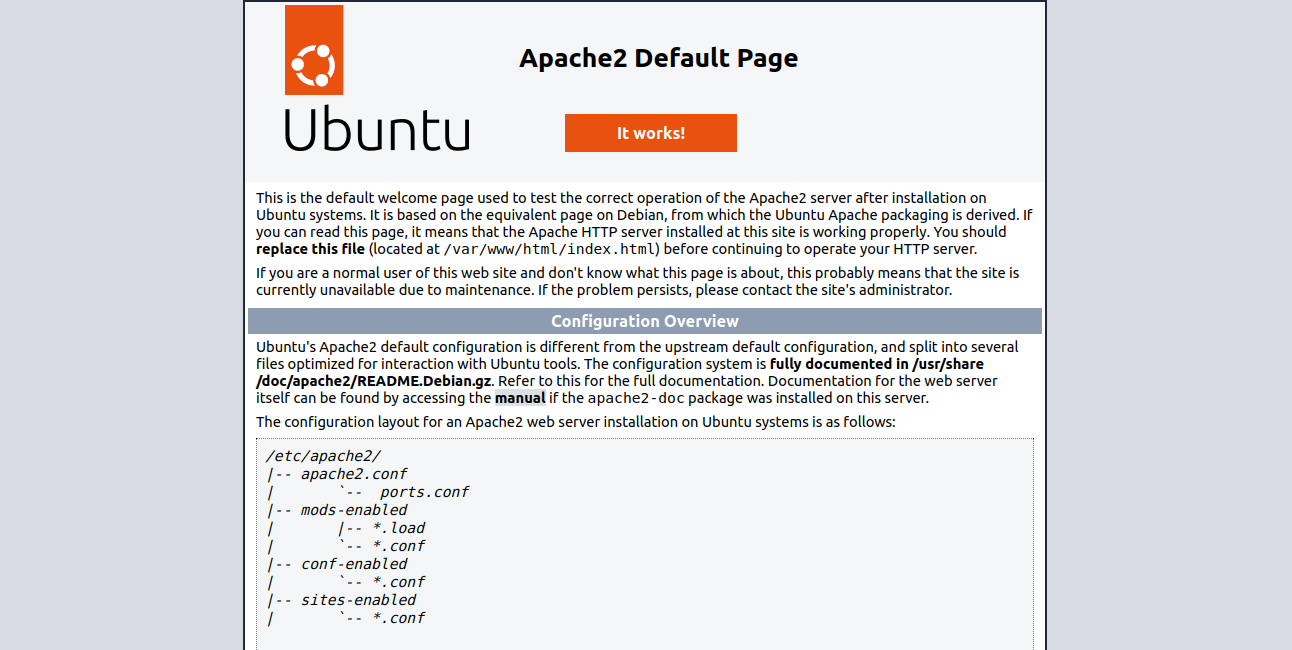 Apache2 Default Page
Ubuntu
It works!
This is the default welcome page used to test the correct operation of the Apache2 server after installation on
Ubuntu systems. It is based on the equivalent page on Debian, from which the Ubuntu Apache packaging is derived. If
you can read this page, it means that the Apache HTTP server installed at this site is working properly. You should
replace this file (located at /var/www/html/index.html) before continuing to operate your HTTP server.
If you are a normal user of this web site and don't know what this page is about, this probably means that the site is
currently unavailable due to maintenance. If the problem persists, please contact the site's administrator.
Configuration Overview
Ubuntu's Apache2 default configuration is different from the upstream default configuration, and split into several
files optimized for interaction with Ubuntu tools. The configuration system is fully documented in /usr/share
/doc/apache2/README.Debian.gz. Refer to this for the full documentation. Documentation for the web server
itself can be found by accessing the manual if the apache2-doc package was installed on this server.
The configuration layout for an Apache2 web server installation on Ubuntu systems is as follows:
/etc/apache2/
|-- apache2.conf
|       `--  ports.conf
|-- mods-enabled
|       |-- *.load
|       `-- *.conf
|-- conf-enabled
|       `-- *.conf
|-- sites-enabled
|       `-- *.conf